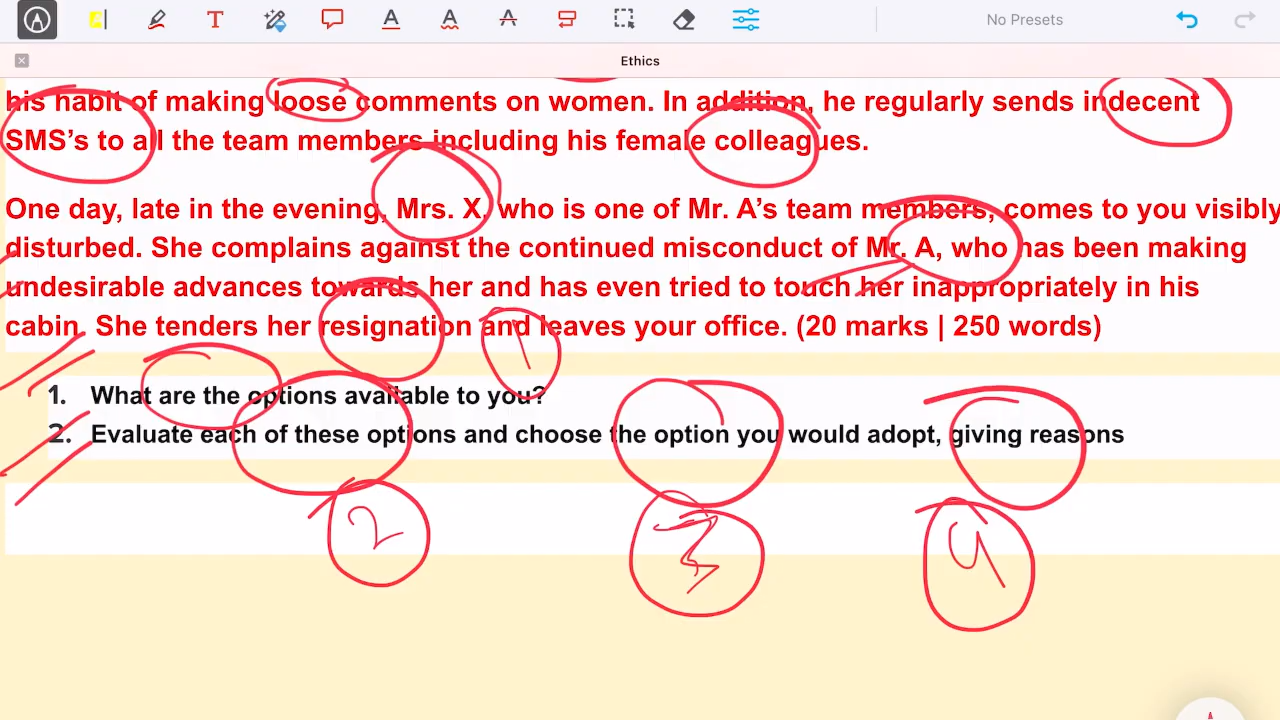 No Presets
Ethics
his habit of making loose comments on women. In addition, he regularly sends indecent
SMS’s to all the team members including his female colleagues.
One day, late in the evening, Mrs. X, who is one of Mr. A’s team members, comes to you visibly
disturbed. She complains against the continued misconduct of Mr. A, who has been making
undesirable advances towards her and has even tried to touch her inappropriately in his
cabin. She tenders her resignation and leaves your office. (20 marks | 250 words)
1
1. What are the options available to you?
2. Evaluate each of these options and choose the option you would adopt, giving reasons
2
3
4